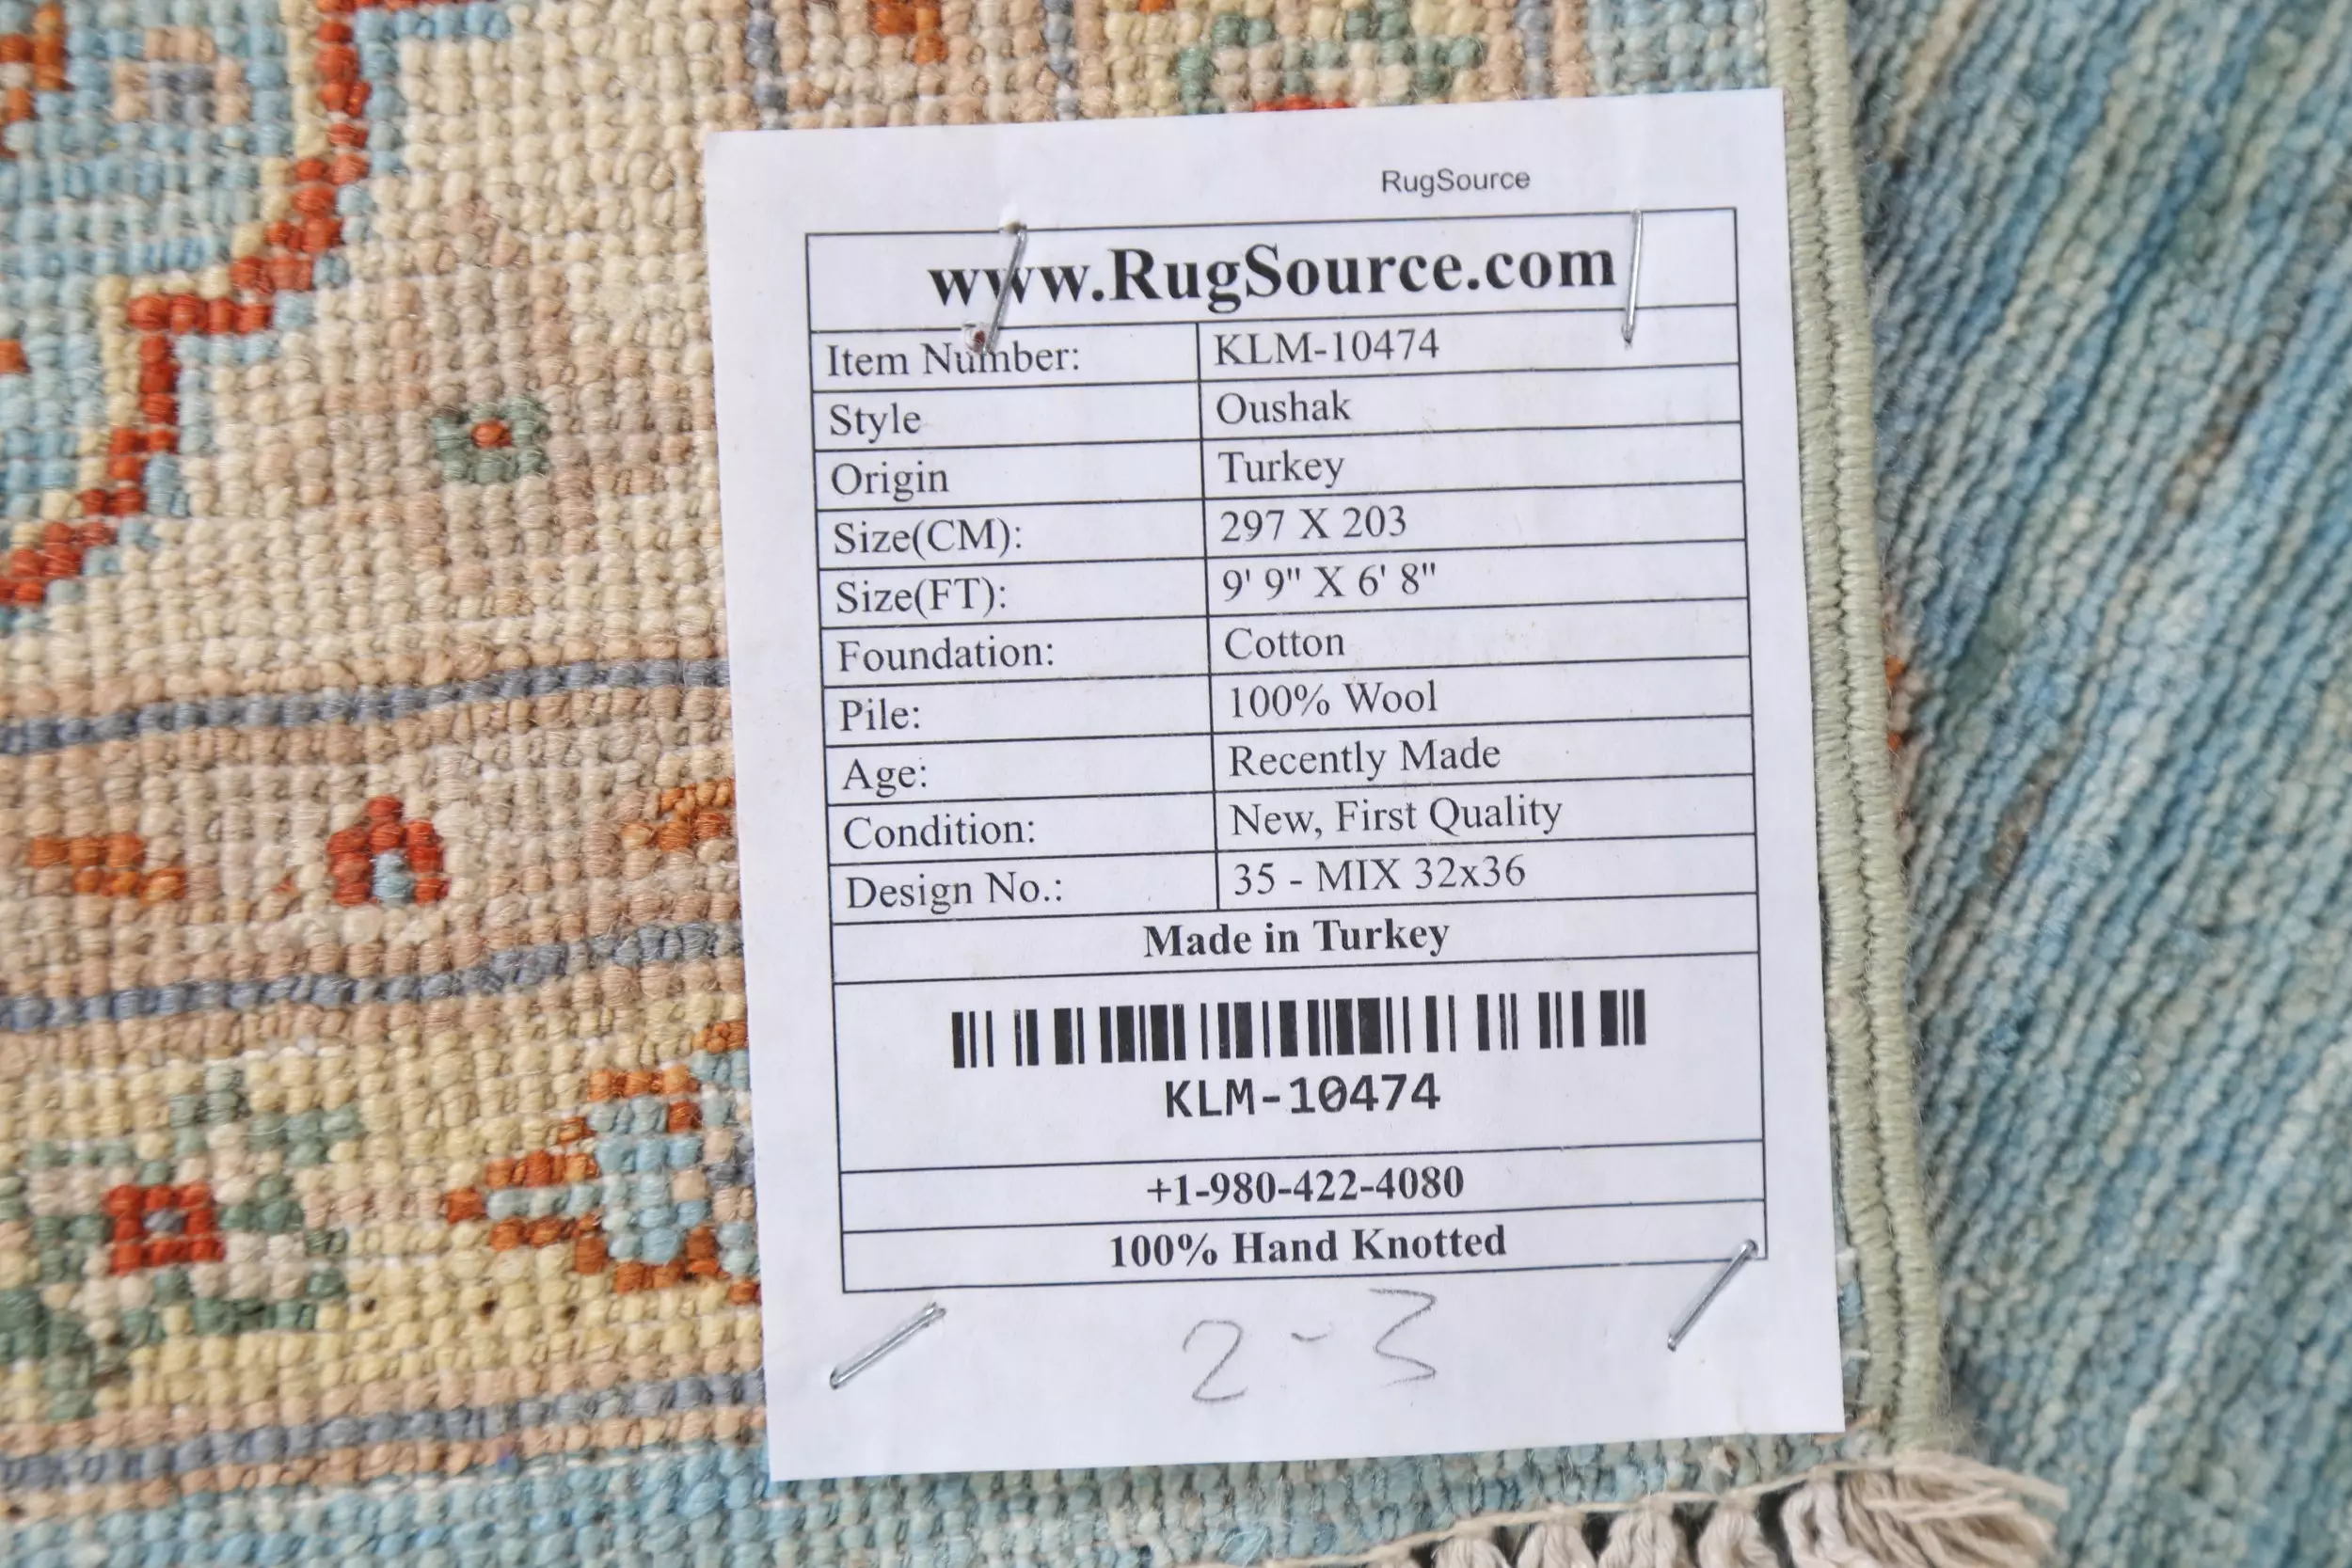 RugSource
www.RugSource.com
Item Number: KLM-10474
Style Oushak
Origin Turkey
Size(CM): 297 X 203
Size(FT): 9' 9" X 6' 8"
Foundation: Cotton
Pile: 100% Wool
Age: Recently Made
Condition: New, First Quality
Design No.: 35 - MIX 32x36
Made in Turkey
KLM-10474
+1-980-422-4080
100% Hand Knotted
2-3